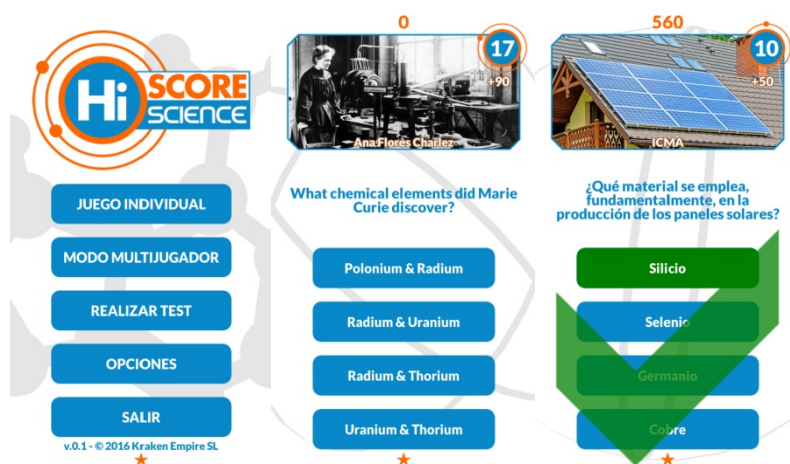 Hi SCORE
SCIENCE
JUEGO INDIVIDUAL
MODO MULTIJUGADOR
REALIZAR TEST
OPCIONES
SALIR
v.0.1 - © 2016 Kraken Empire SL
0
17
+90
Ana Flores Charlez
What chemical elements did Marie
Curie discover?
Polonium & Radium
Radium & Uranium
Radium & Thorium
Uranium & Thorium
560
10
+50
ICMA
¿Qué material se emplea,
fundamentalmente, en la
producción de los paneles solares?
Silicio
Selenio
Germanio
Cobre